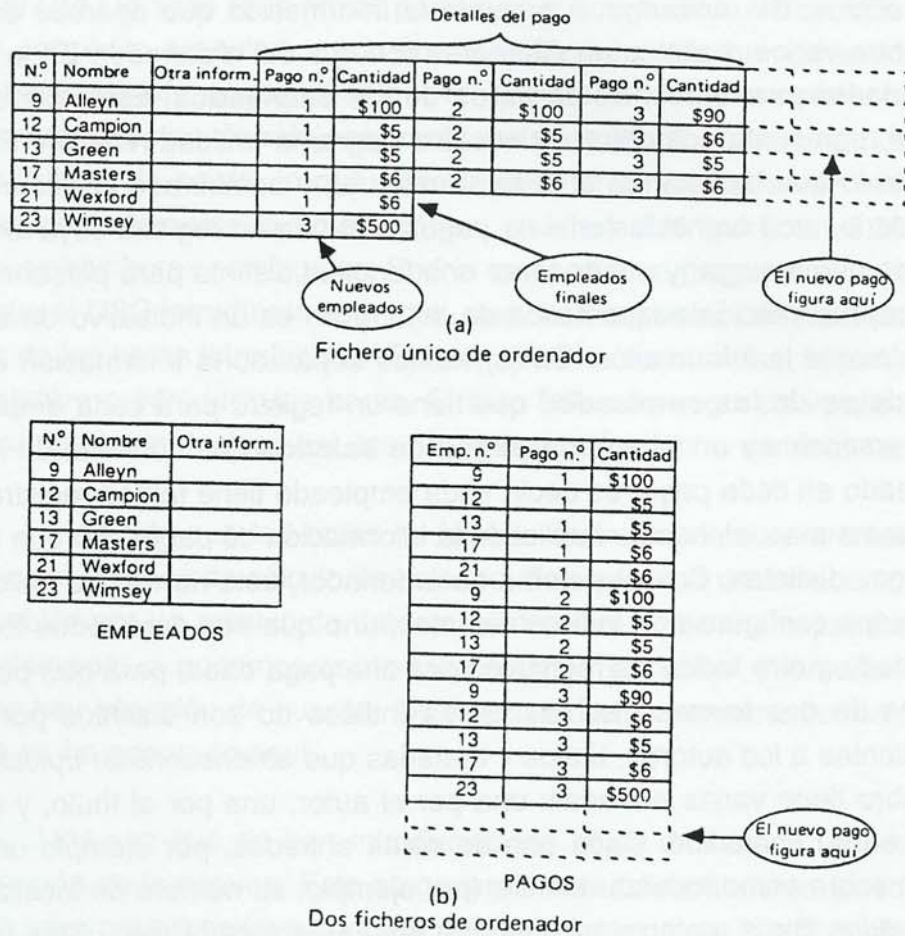 Detalles del pago
N.º Nombre Otra inform. Pago n.º Cantidad Pago n.º Cantidad Pago n.º Cantidad
9 Alleyn 1 $100 2 $100 3 $90
12 Campion 1 $5 2 $5 3 $6
13 Green 1 $5 2 $5 3 $5
17 Masters 1 $6 2 $6 3 $6
21 Wexford 1 $6
23 Wimsey 3 $500
Nuevos
empleados
Empleados
finales
El nuevo pago
figura aquí
(a)
Fichero único de ordenador
N.º Nombre Otra inform.
9 Alleyn
12 Campion
13 Green
17 Masters
21 Wexford
23 Wimsey
EMPLEADOS
Emp. n.º Pago n.º Cantidad
9 1 $100
12 1 $5
13 1 $5
17 1 $6
21 1 $6
9 2 $100
12 2 $5
13 2 $5
17 2 $6
9 3 $90
12 3 $6
13 3 $5
17 3 $6
23 3 $500
El nuevo pago
figura aquí
PAGOS
(b)
Dos ficheros de ordenador